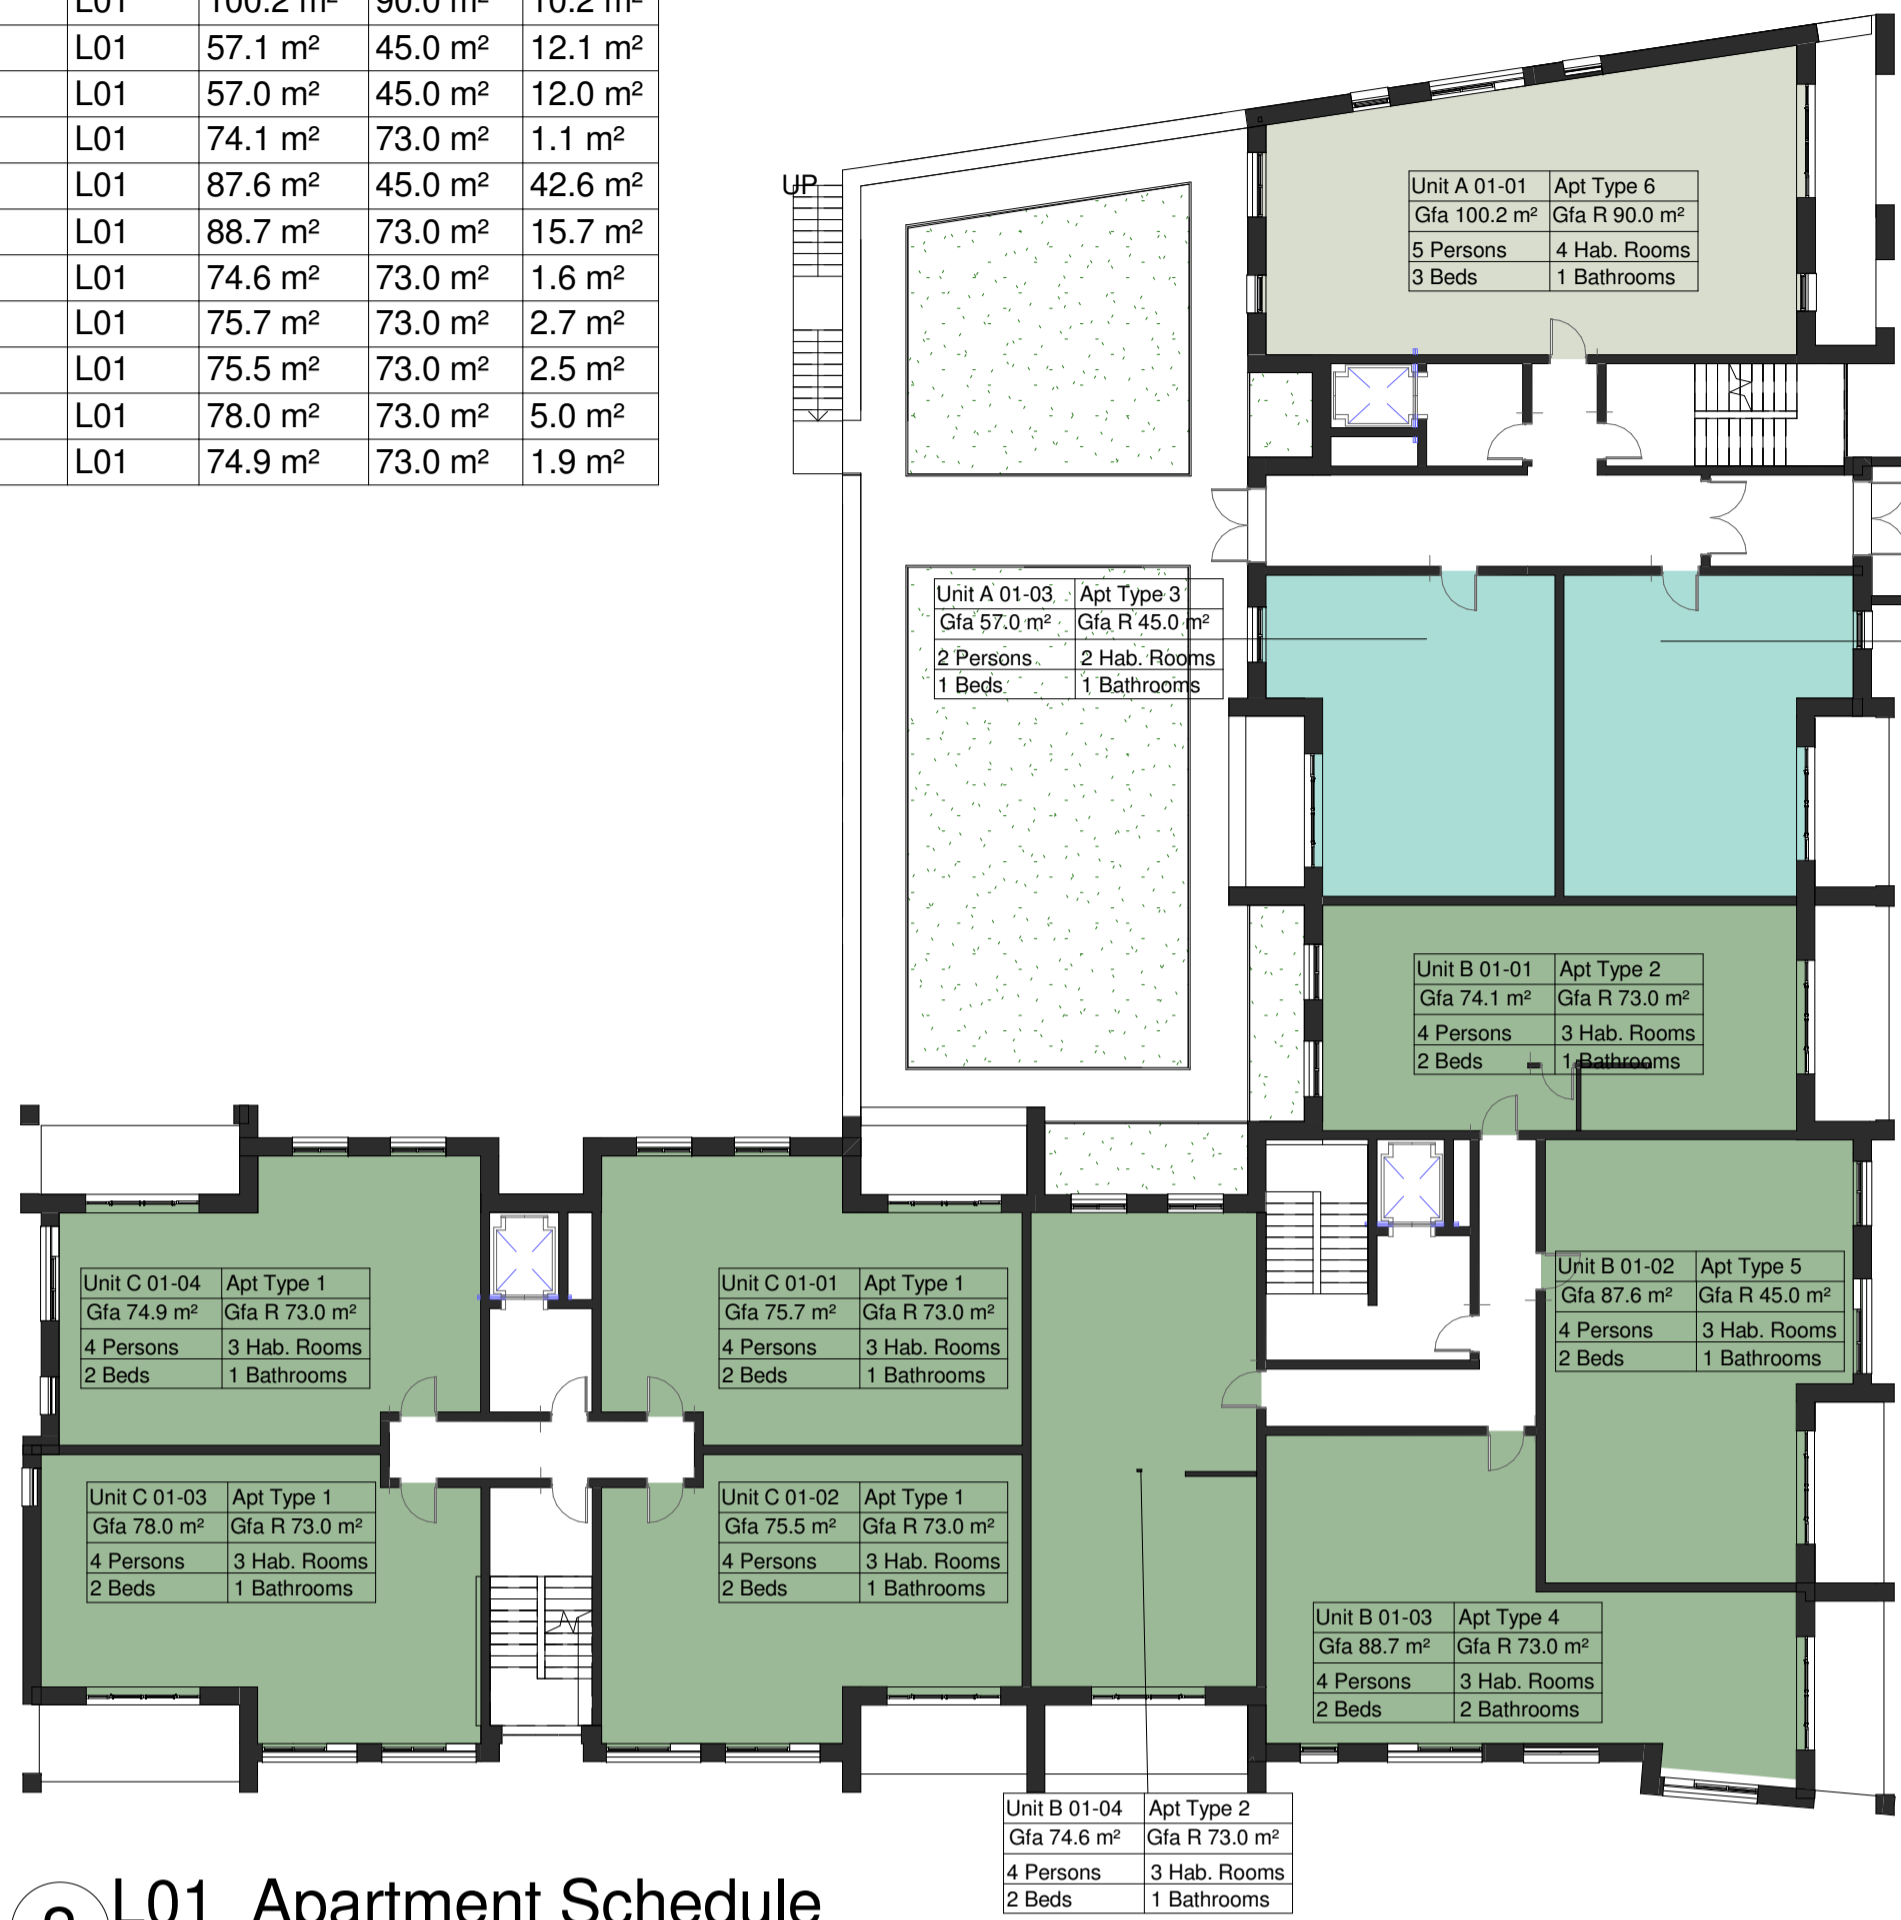 L01 100.2 m² 90.0 m² 10.2 m²
L01 57.1 m² 45.0 m² 12.1 m²
L01 57.0 m² 45.0 m² 12.0 m²
L01 74.1 m² 73.0 m² 1.1 m²
L01 87.6 m² 45.0 m² 42.6 m²
L01 88.7 m² 73.0 m² 15.7 m²
L01 74.6 m² 73.0 m² 1.6 m²
L01 75.7 m² 73.0 m² 2.7 m²
L01 75.5 m² 73.0 m² 2.5 m²
L01 78.0 m² 73.0 m² 5.0 m²
L01 74.9 m² 73.0 m² 1.9 m²
UP
Unit A 01-01 Apt Type 6
Gfa 100.2 m² Gfa R 90.0 m²
5 Persons 4 Hab. Rooms
3 Beds 1 Bathrooms
Unit A 01-03 Apt Type 3
Gfa 57.0 m² Gfa R 45.0 m²
2 Persons 2 Hab. Rooms
1 Beds 1 Bathrooms
Unit B 01-01 Apt Type 2
Gfa 74.1 m² Gfa R 73.0 m²
4 Persons 3 Hab. Rooms
2 Beds 1 Bathrooms
Unit C 01-04 Apt Type 1
Gfa 74.9 m² Gfa R 73.0 m²
4 Persons 3 Hab. Rooms
2 Beds 1 Bathrooms
Unit C 01-01 Apt Type 1
Gfa 75.7 m² Gfa R 73.0 m²
4 Persons 3 Hab. Rooms
2 Beds 1 Bathrooms
Unit B 01-02 Apt Type 5
Gfa 87.6 m² Gfa R 45.0 m²
4 Persons 3 Hab. Rooms
2 Beds 1 Bathrooms
Unit C 01-03 Apt Type 1
Gfa 78.0 m² Gfa R 73.0 m²
4 Persons 3 Hab. Rooms
2 Beds 1 Bathrooms
Unit C 01-02 Apt Type 1
Gfa 75.5 m² Gfa R 73.0 m²
4 Persons 3 Hab. Rooms
2 Beds 1 Bathrooms
Unit B 01-03 Apt Type 4
Gfa 88.7 m² Gfa R 73.0 m²
4 Persons 3 Hab. Rooms
2 Beds 2 Bathrooms
Unit B 01-04 Apt Type 2
Gfa 74.6 m² Gfa R 73.0 m²
4 Persons 3 Hab. Rooms
2 Beds 1 Bathrooms
L01 Apartment Schedule